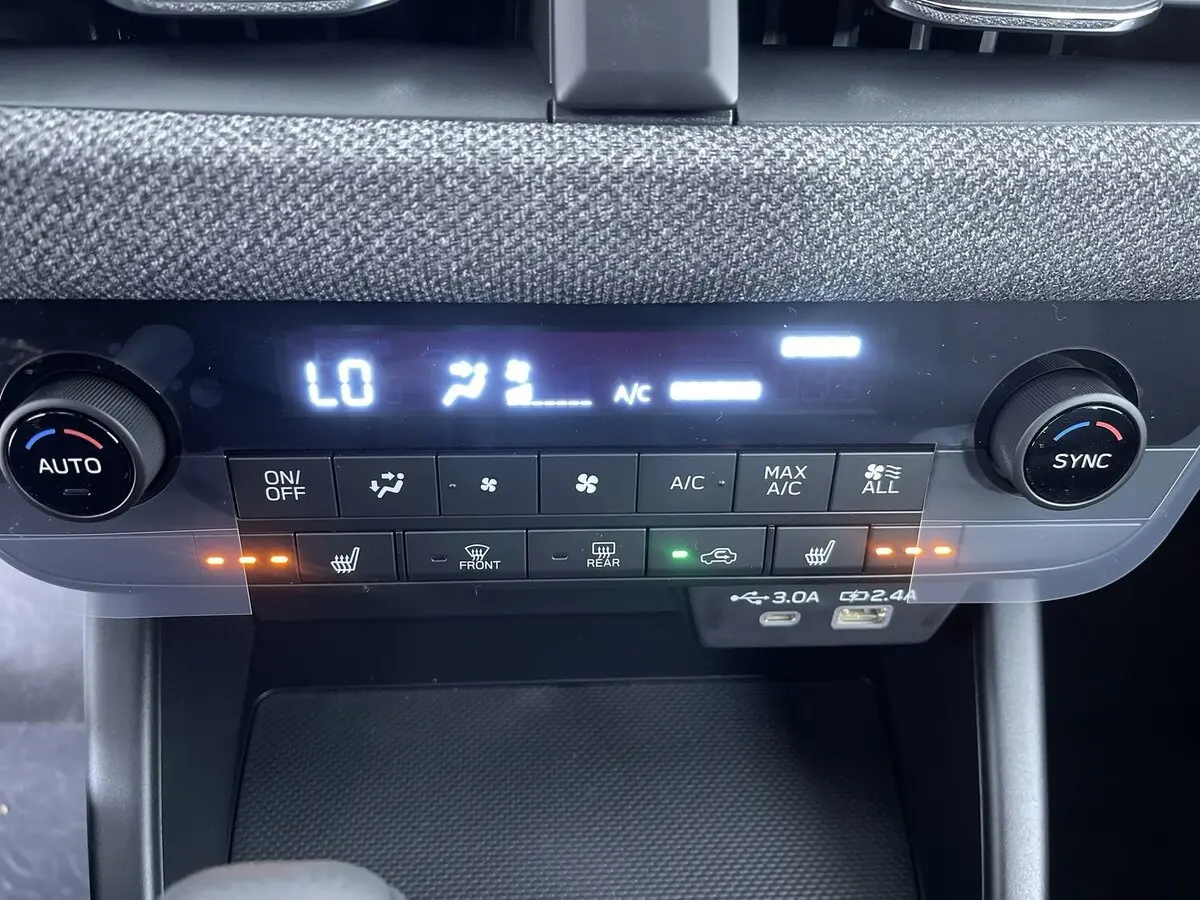 LO A/C
AUTO
SYNC
ON/
OFF
A/C
MAX
A/C
ALL
FRONT
REAR
3.0A
2.4A